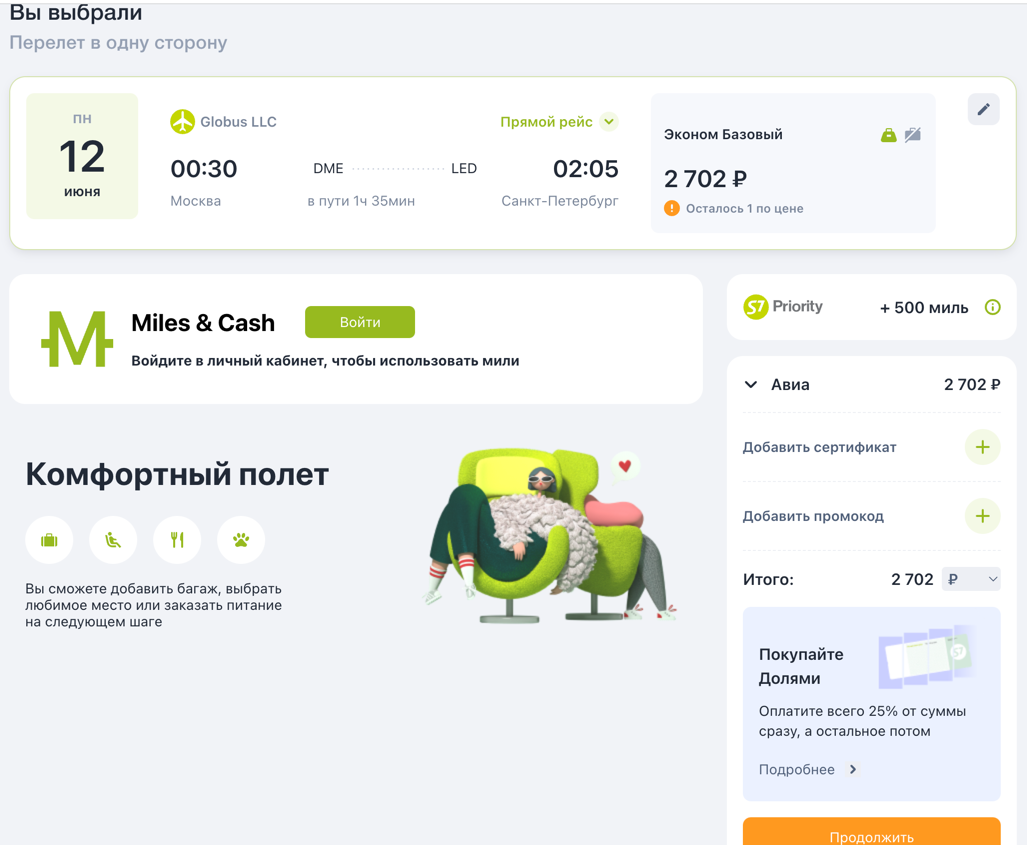 Вы выбрали
Перелет в одну сторону
ПН
12
июня
Globus LLC
Прямой рейс
00:30
DME
LED
02:05
Москва
в пути 1ч 35мин
Санкт-Петербург
Эконом Базовый
2 702 ₽
! Осталось 1 по цене
Miles & Cash
Войти
Войдите в личный кабинет, чтобы использовать мили
S7 Priority
+ 500 миль
Авиа
2 702 ₽
Добавить сертификат
Добавить промокод
Итого:
2 702 ₽
Комфортный полет
Вы сможете добавить багаж, выбрать
любимое место или заказать питание
на следующем шаге
Покупайте
Долями
S7
Оплатите всего 25% от суммы
сразу, а остальное потом
Подробнее
Продолжить